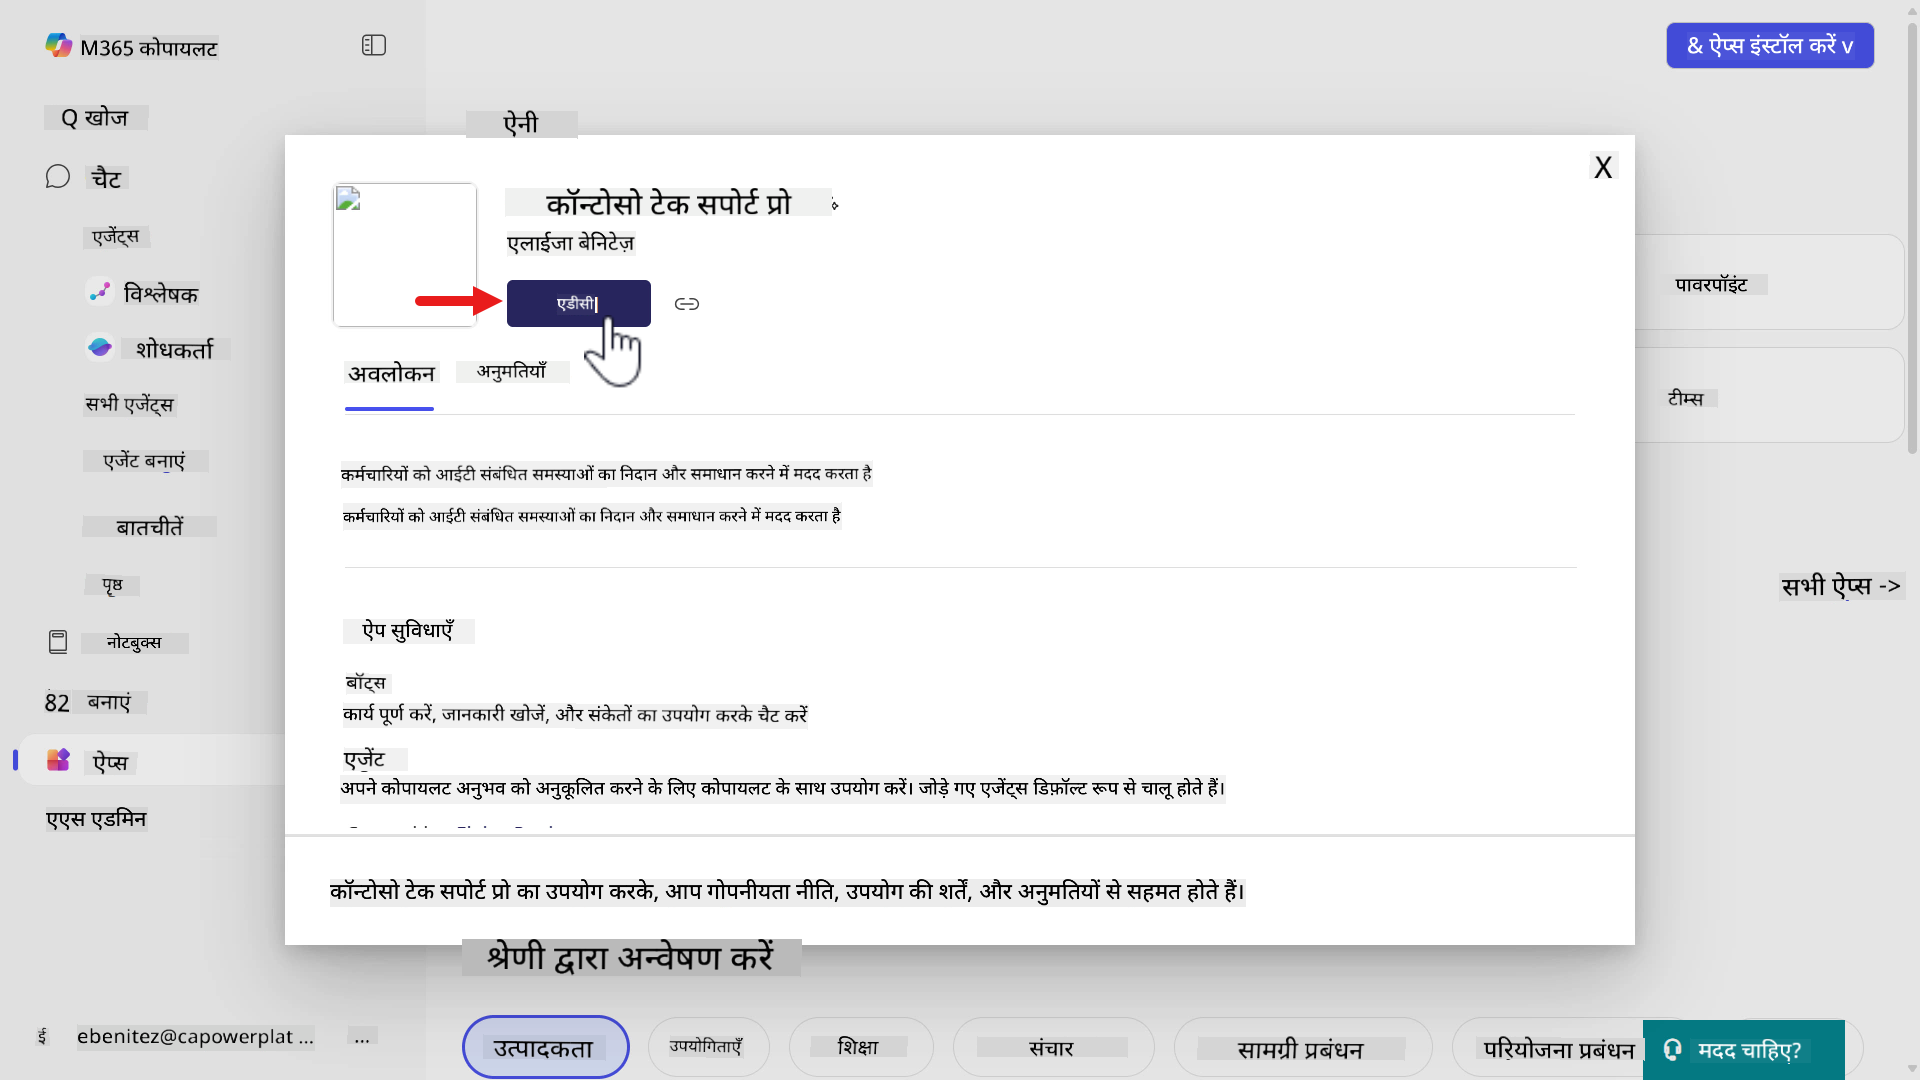 M365 कोपायलट
& ऐप्स इंस्टॉल करें v
Q खोज
ऐनी
चैट
X
कॉन्टोसो टेक सपोर्ट प्रो
एलाईजा बेनिटेज़
एजेंट्स
विश्लेषक
पावरपॉइंट
एडीसी|
शोधकर्ता
अवलोकन
अनुमतियाँ
सभी एजेंट्स
टीम्स
एजेंट बनाएं
कर्मचारियों को आईटी संबंधित समस्याओं का निदान और समाधान करने में मदद करता है
कर्मचारियों को आईटी संबंधित समस्याओं का निदान और समाधान करने में मदद करता है
बातचीतें
पृष्ठ
सभी ऐप्स ->
ऐप सुविधाएँ
नोटबुक्स
बॉट्स
82 बनाएं
कार्य पूर्ण करें, जानकारी खोजें, और संकेतों का उपयोग करके चैट करें
ऐप्स
एजेंट
अपने कोपायलट अनुभव को अनुकूलित करने के लिए कोपायलट के साथ उपयोग करें। जोड़े गए एजेंट्स डिफ़ॉल्ट रूप से चालू होते हैं।
एएस एडमिन
कॉन्टोसो टेक सपोर्ट प्रो का उपयोग करके, आप गोपनीयता नीति, उपयोग की शर्तें, और अनुमतियों से सहमत होते हैं।
श्रेणी द्वारा अन्वेषण करें
ई ebenitez@capowerplat ... ...
उत्पादकता
उपयोगिताएँ
शिक्षा
संचार
सामग्री प्रबंधन
परियोजना प्रबंधन
मदद चाहिए?